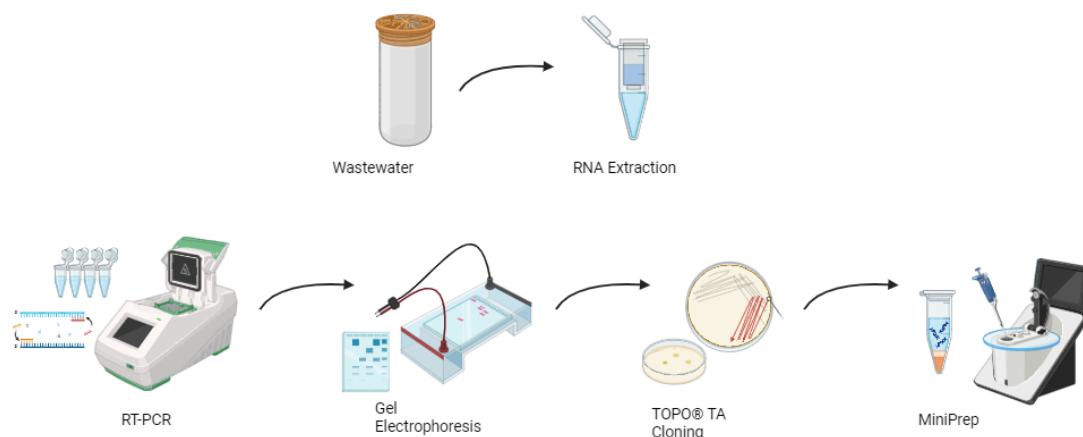 Wastewater
RNA Extraction
RT-PCR
Gel
Electrophoresis
TOPO® TA
Cloning
MiniPrep